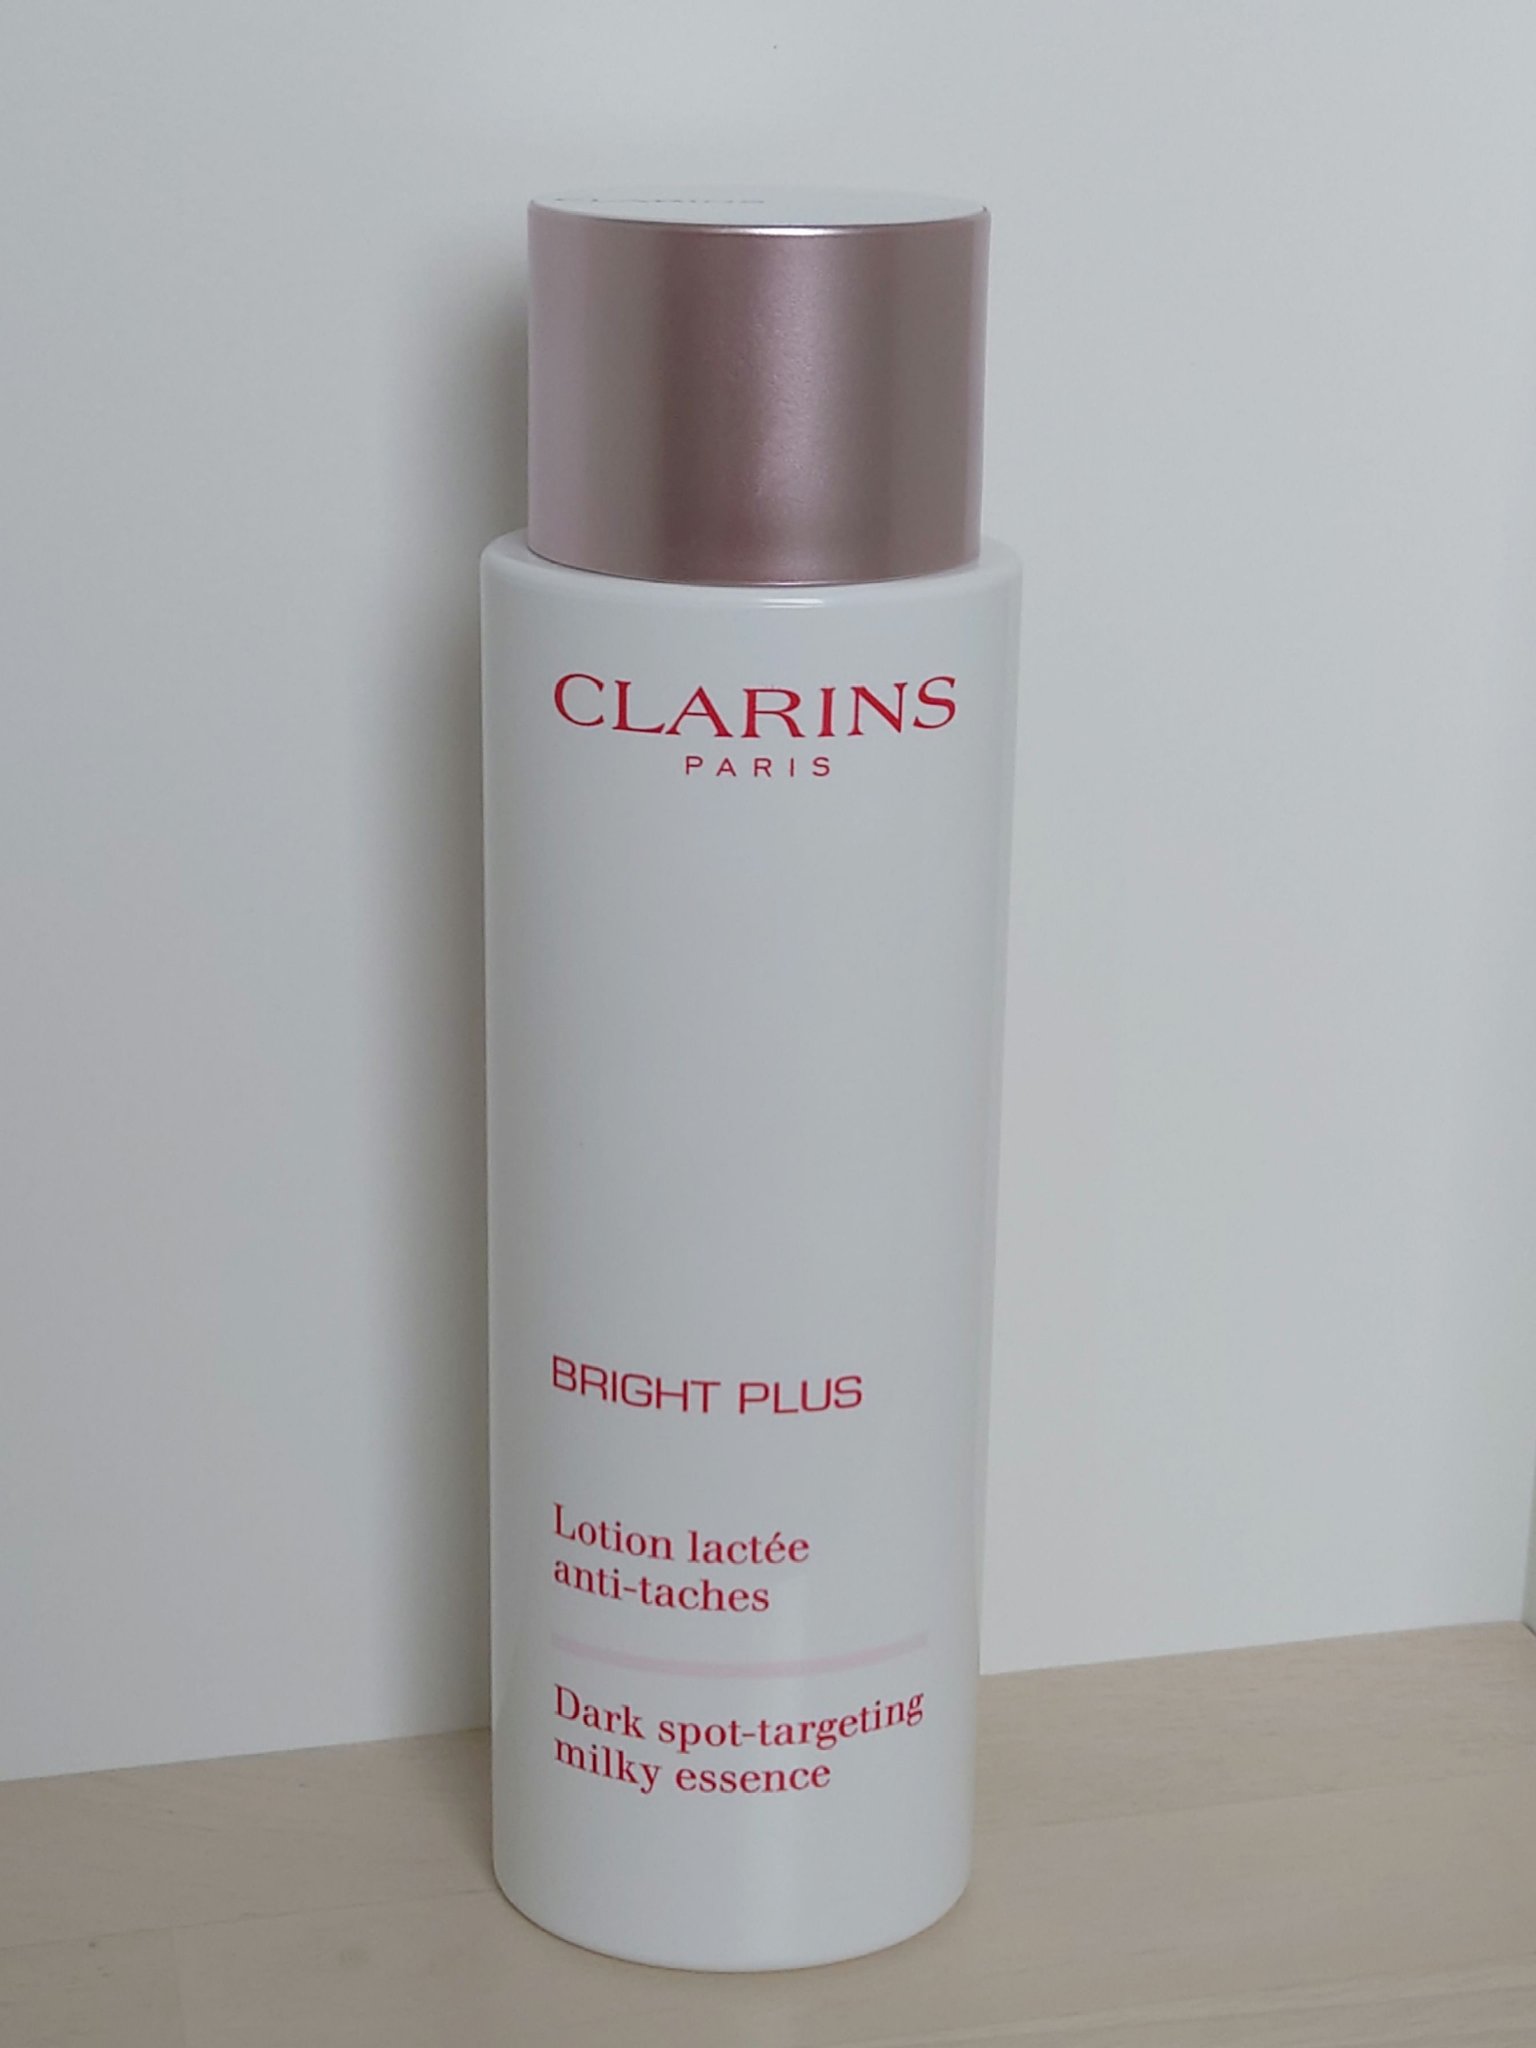 CLARINS
PARIS
BRIGHT PLUS
Lotion lactée
anti-taches
Dark spot-targeting
milky essence